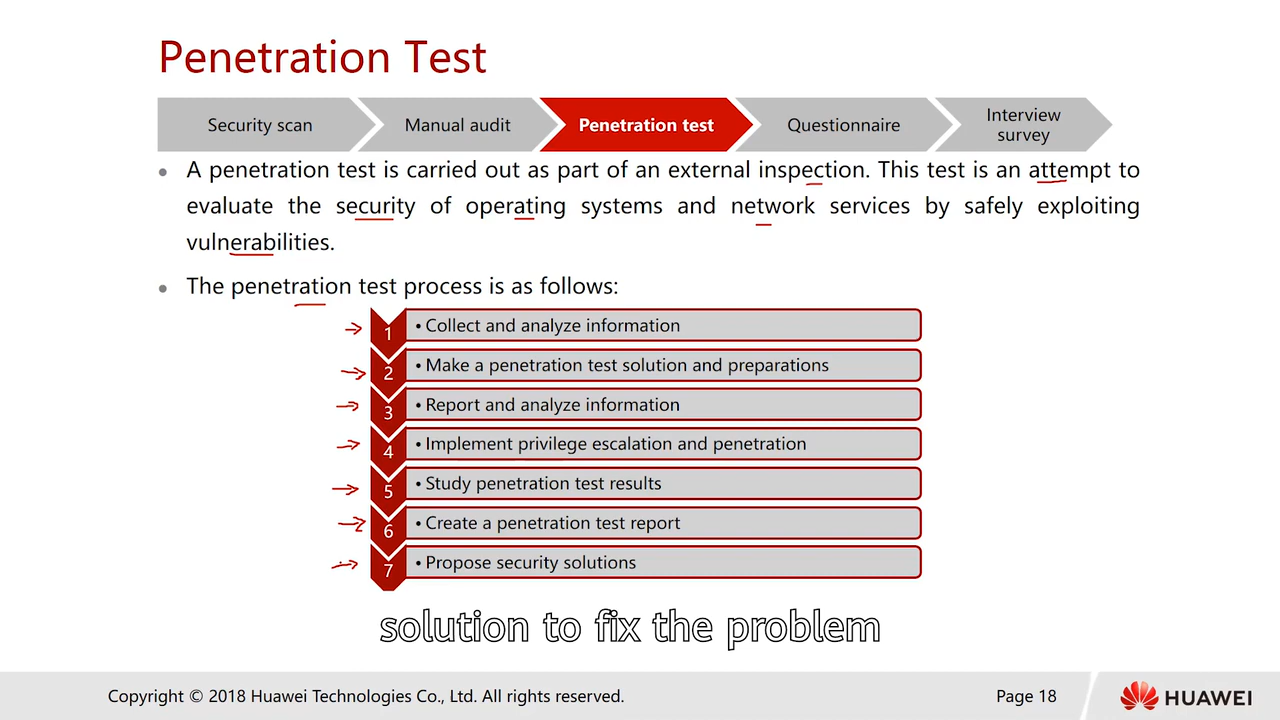 Penetration Test
Security scan
Manual audit
Penetration test
Questionnaire
Interview
survey
• A penetration test is carried out as part of an external inspection. This test is an attempt to
evaluate the security of operating systems and network services by safely exploiting
vulnerabilities.
• The penetration test process is as follows:
1 • Collect and analyze information
2 • Make a penetration test solution and preparations
3 • Report and analyze information
4 • Implement privilege escalation and penetration
5 • Study penetration test results
6 • Create a penetration test report
7 • Propose security solutions
solution to fix the problem
Copyright © 2018 Huawei Technologies Co., Ltd. All rights reserved.
Page 18
HUAWEI